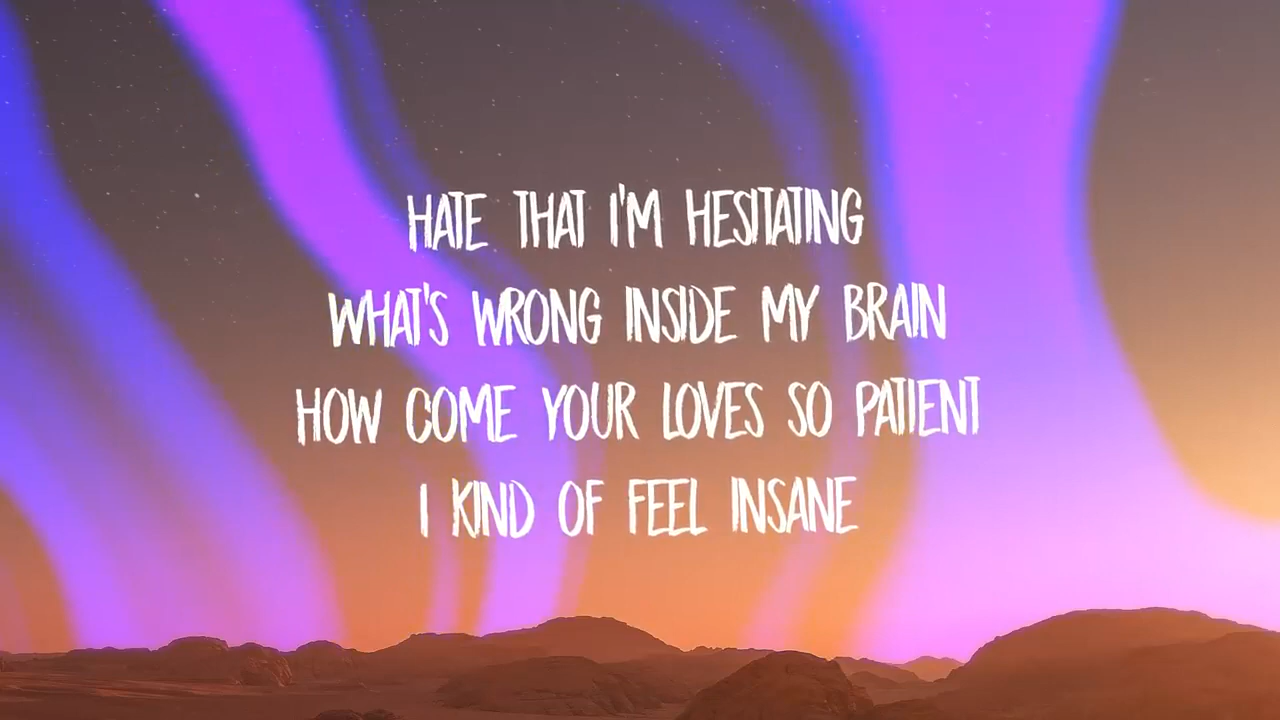 HATE THAT I'M HESITATING
WHAT'S WRONG INSIDE MY BRAIN
HOW COME YOUR LOVES SO PATIENT
I KIND OF FEEL INSANE